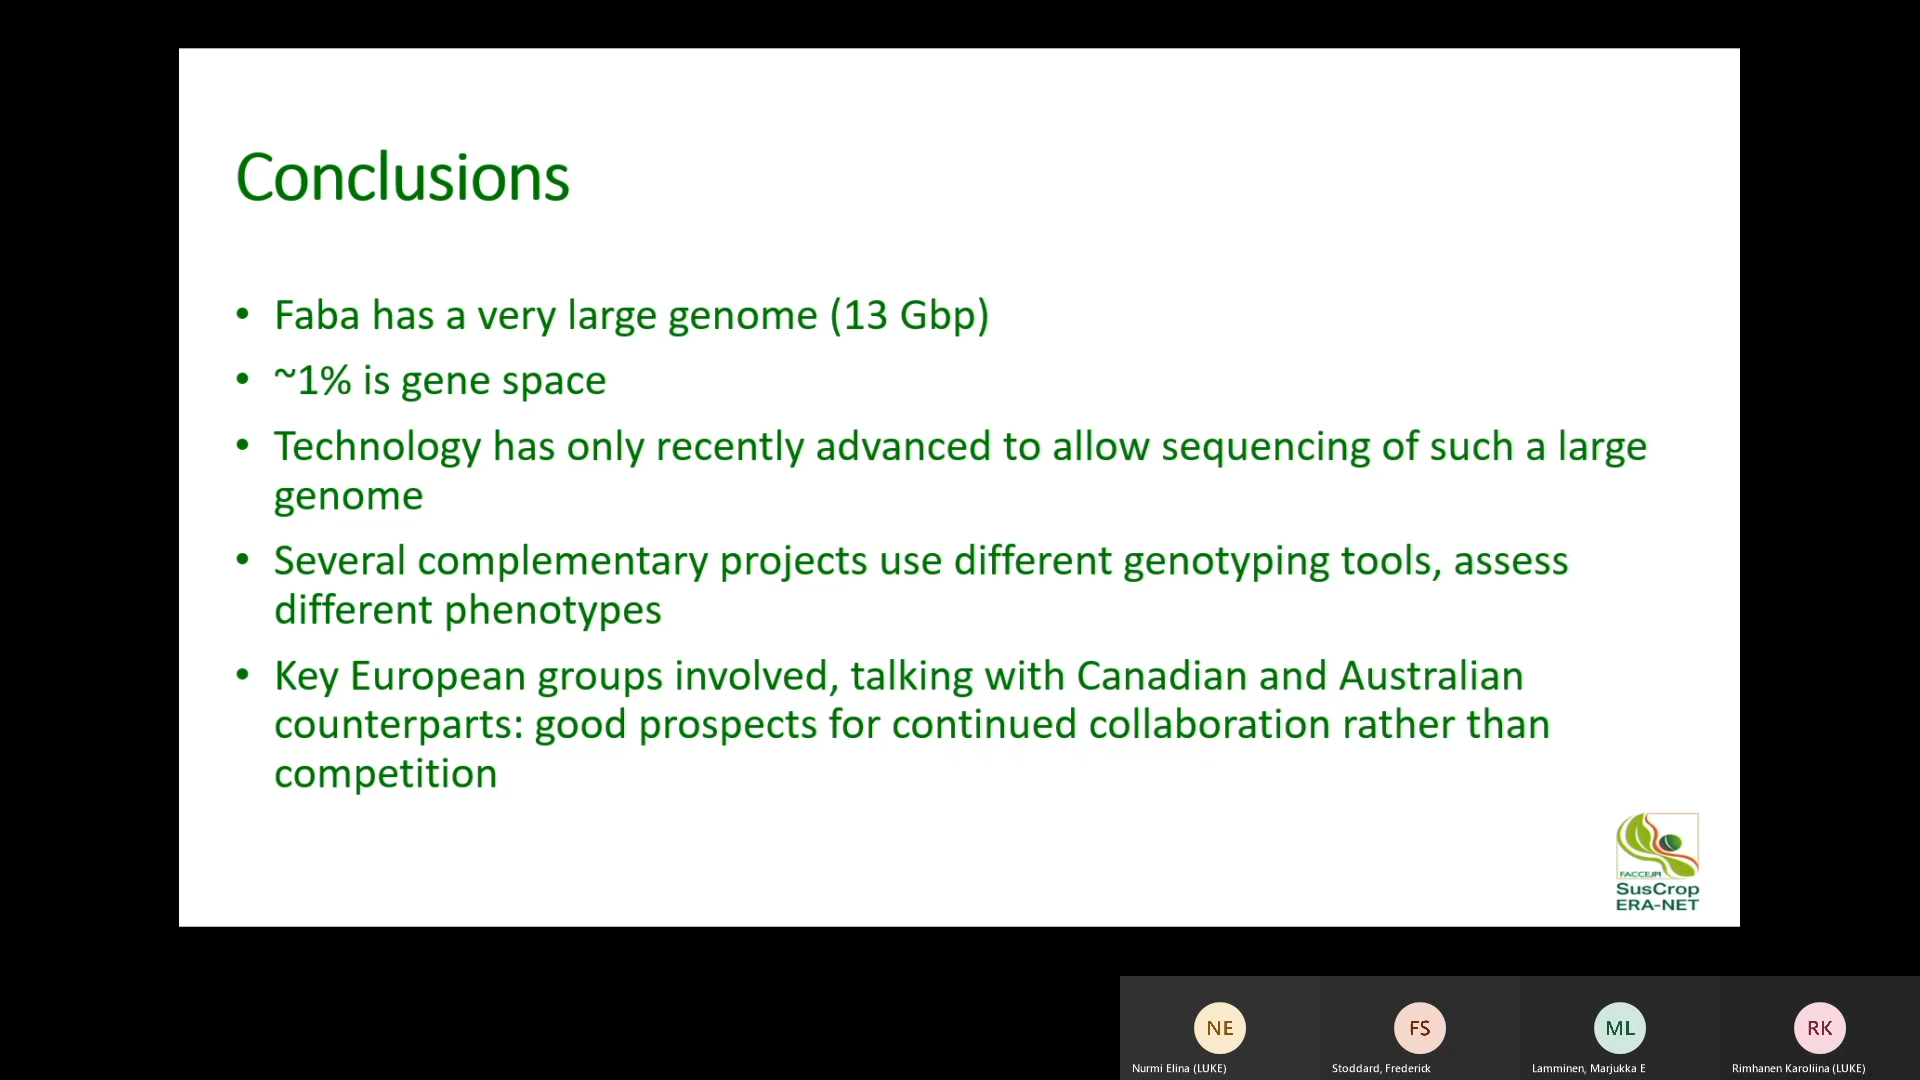 Conclusions
• Faba has a very large genome (13 Gbp)
• ~1% is gene space
• Technology has only recently advanced to allow sequencing of such a large
genome
• Several complementary projects use different genotyping tools, assess
different phenotypes
• Key European groups involved, talking with Canadian and Australian
counterparts: good prospects for continued collaboration rather than
competition
FACCEJPI
SusCrop
ERA-NET
NE
FS
ML
RK
Nurmi Elina (LUKE)
Stoddard, Frederick
Lamminen, Marjukka E
Rimhanen Karoliina (LUKE)